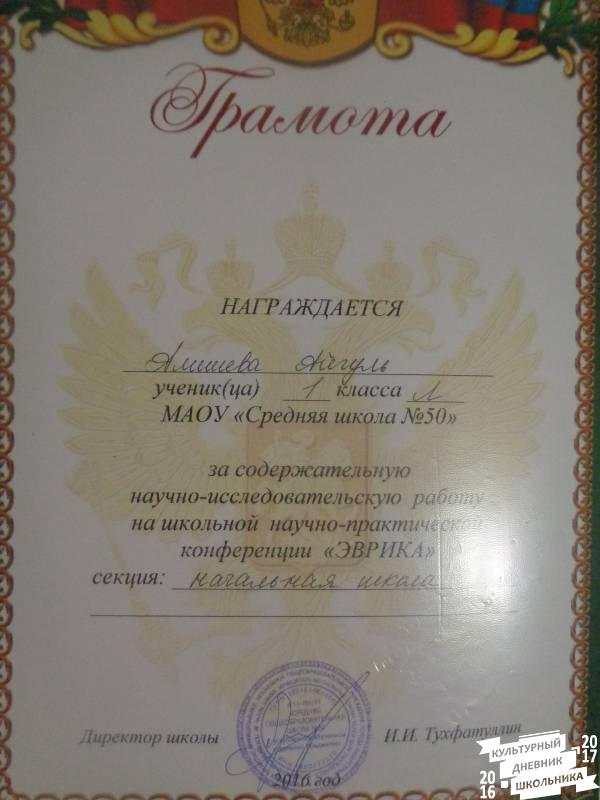 Грамота
НАГРАЖДАЕТСЯ
Алишева Айгуль
ученик(ца) 1 класса Л
МАОУ «Средняя школа №50»
за содержательную
научно-исследовательскую работу
на школьной научно-практической
конференции «ЭВРИКА»
секция: начальная школа
Директор школы И.И. Тухфатуллин
2016 год
КУЛЬТУРНЫЙ
ДНЕВНИК
ШКОЛЬНИКА
2016
2017